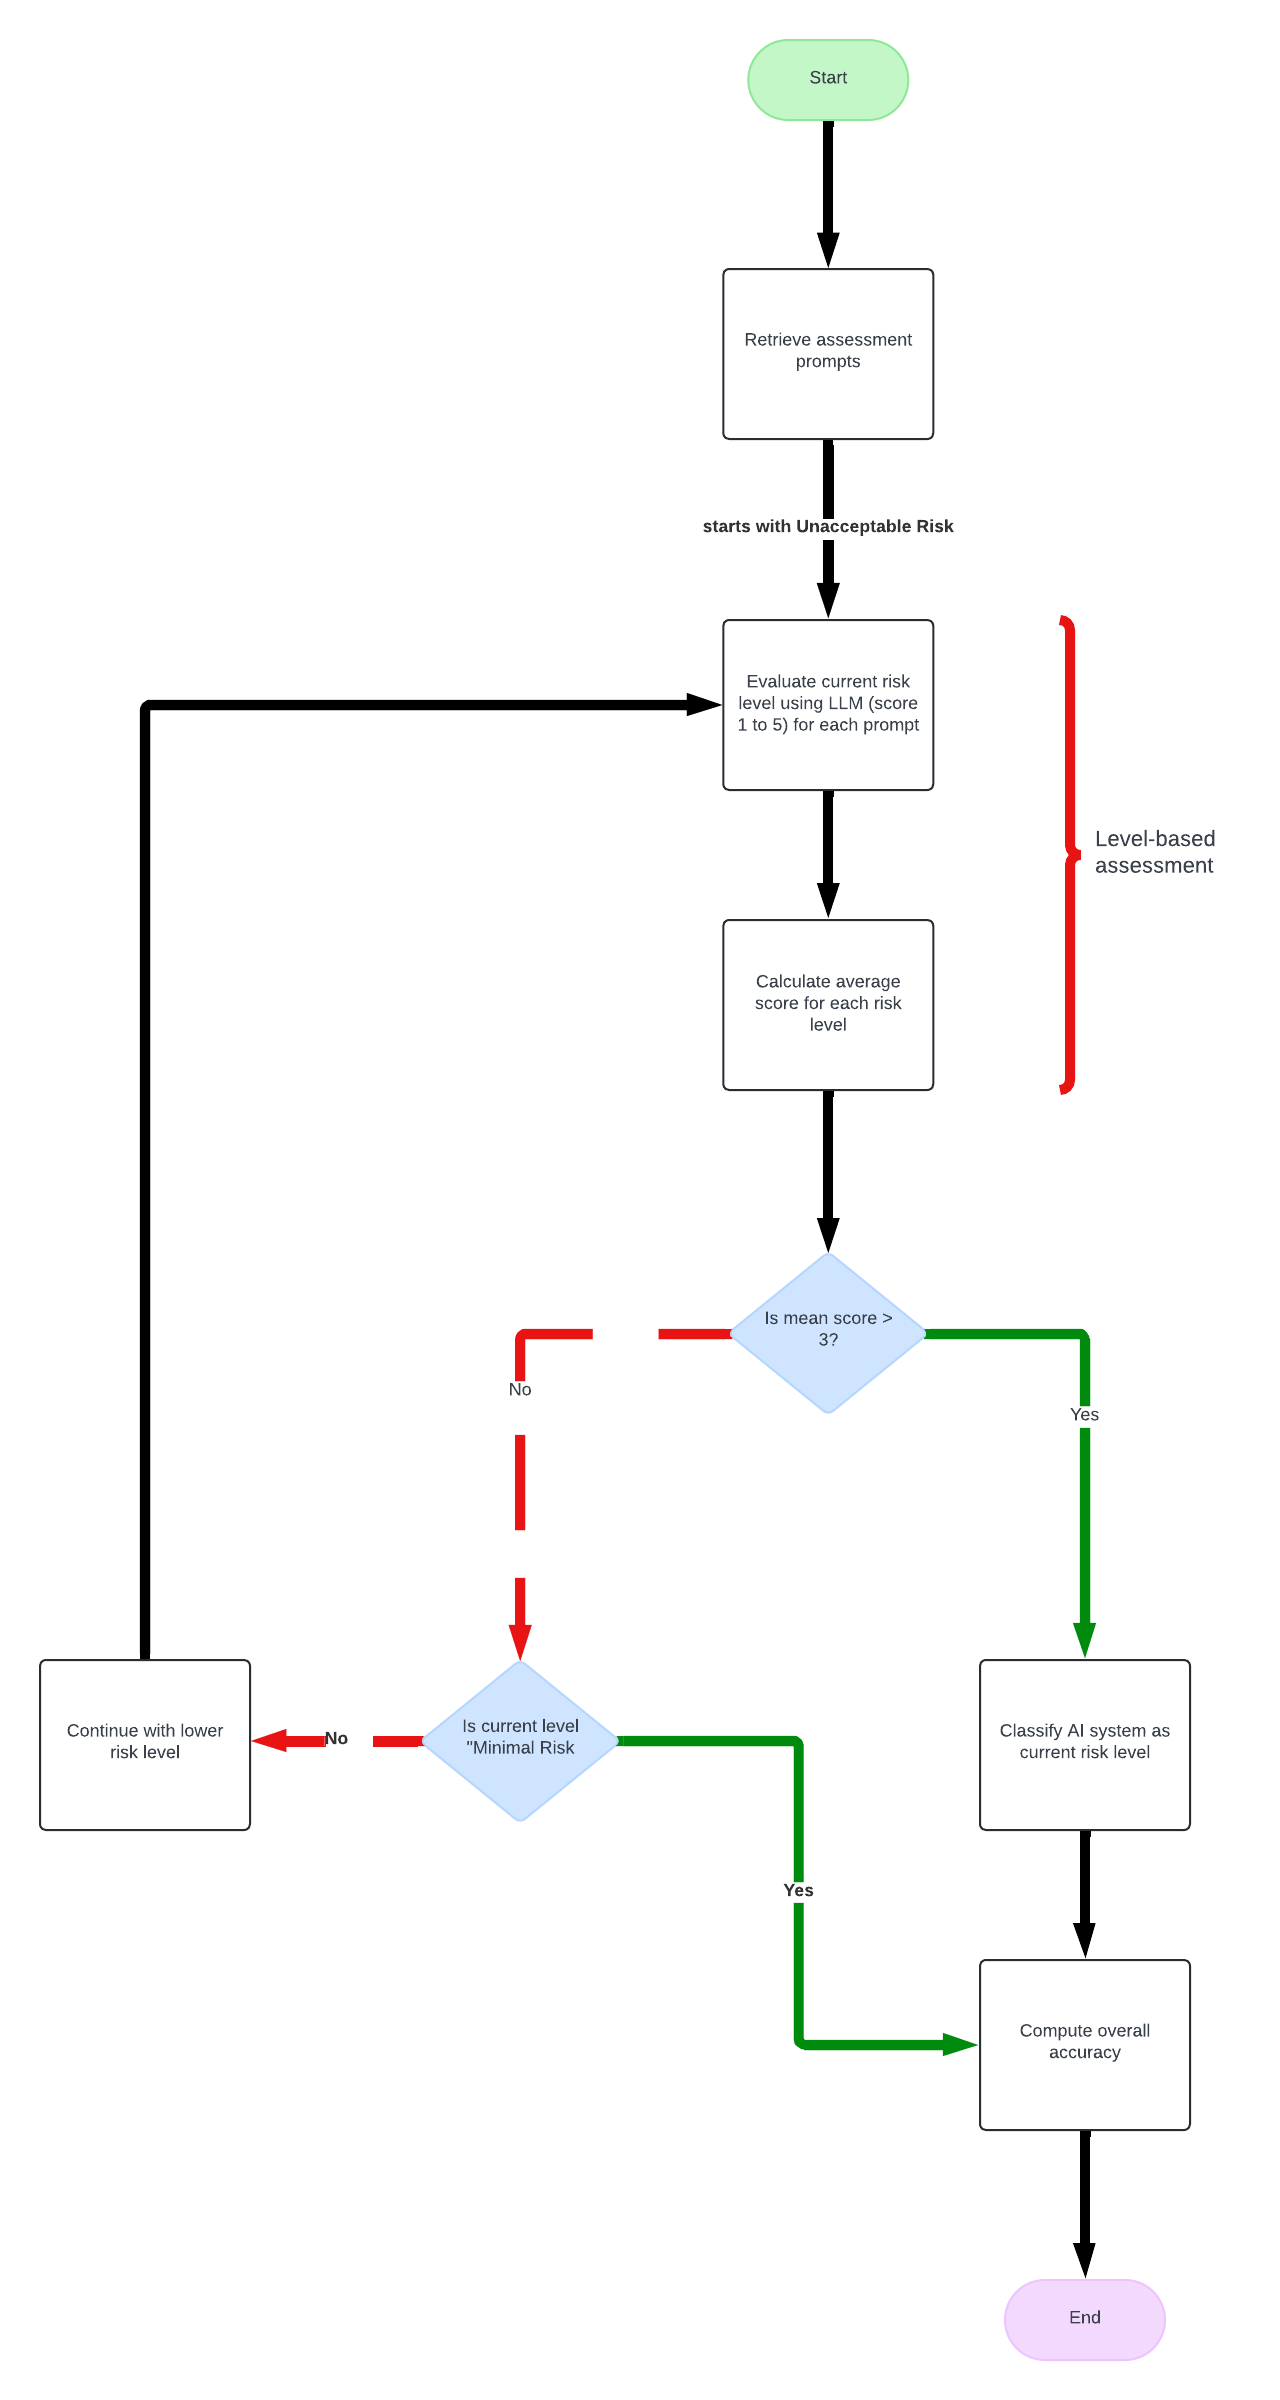 Start
Retrieve assessment
prompts
starts with Unacceptable Risk
Evaluate current risk
level using LLM (score
1 to 5) for each prompt
Level-based
assessment
Calculate average
score for each risk
level
Is mean score >
3?
No
Yes
Continue with lower
risk level
No
Is current level
"Minimal Risk
Classify AI system as
current risk level
Yes
Compute overall
accuracy
End